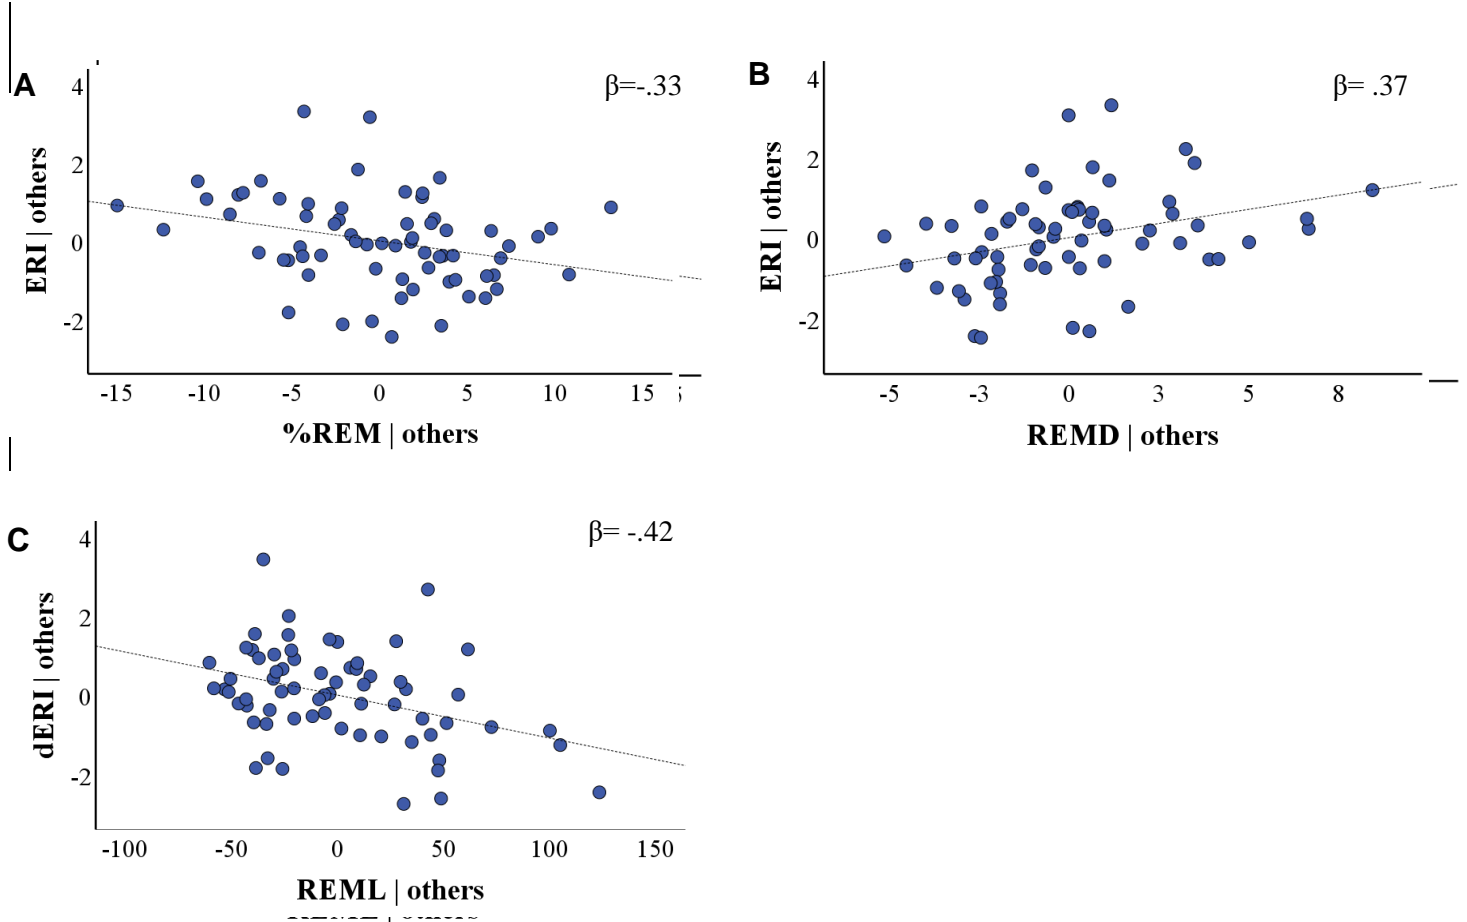 A
β=-.33
4
2
0
-2
ERI | others
-15 -10 -5 0 5 10 15
%REM | others
B
β= .37
4
2
0
-2
ERI | others
-5 -3 0 3 5 8
REMD | others
C
β= -.42
4
2
0
-2
dERI | others
-100 -50 0 50 100 150
REML | others